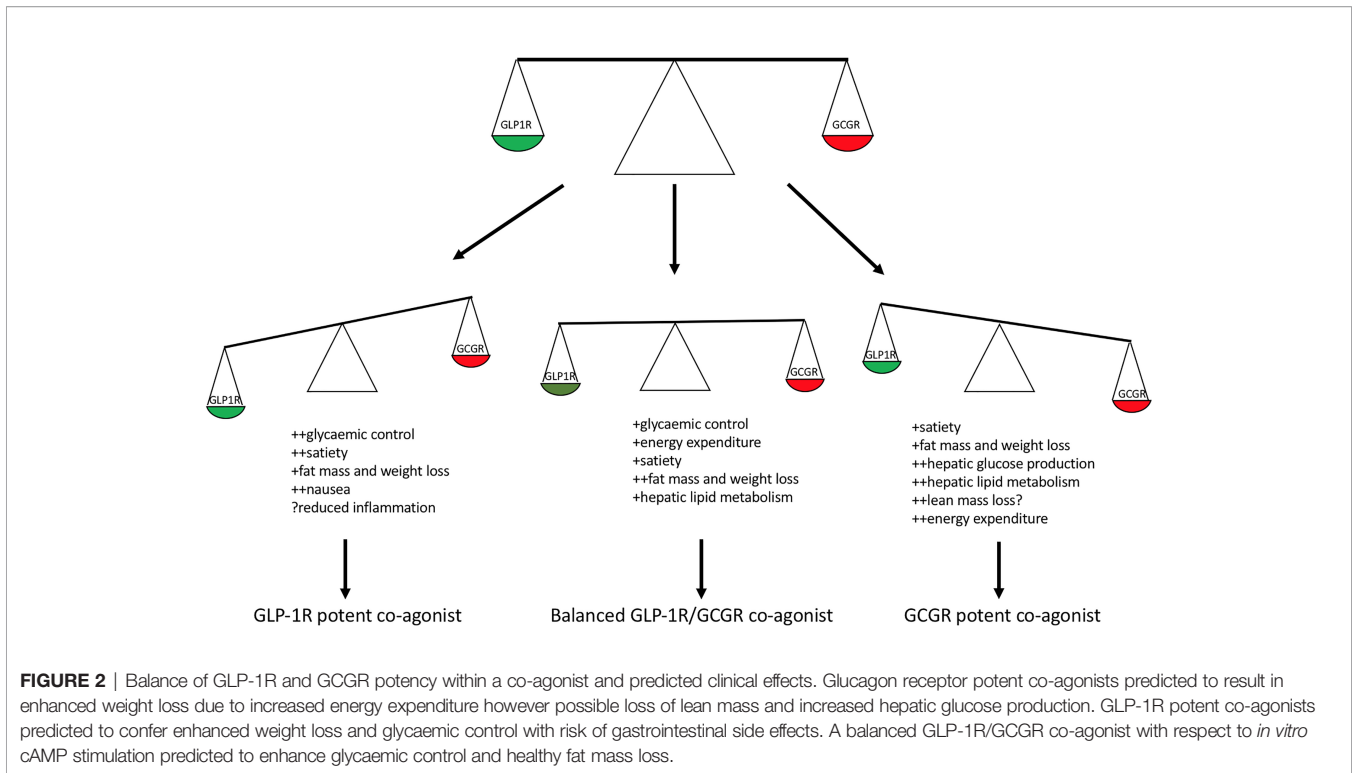 GLP1R
GCGR
GLP1R
GCGR
GLP1R
GCGR
GLP1R
GCGR
++glycaemic control
++satiety
+fat mass and weight loss
++nausea
?reduced inflammation
+glycaemic control
+energy expenditure
+satiety
++fat mass and weight loss
+hepatic lipid metabolism
+satiety
+fat mass and weight loss
++hepatic glucose production
++hepatic lipid metabolism
++lean mass loss?
++energy expenditure
GLP-1R potent co-agonist
Balanced GLP-1R/GCGR co-agonist
GCGR potent co-agonist
FIGURE 2 | Balance of GLP-1R and GCGR potency within a co-agonist and predicted clinical effects. Glucagon receptor potent co-agonists predicted to result in
enhanced weight loss due to increased energy expenditure however possible loss of lean mass and increased hepatic glucose production. GLP-1R potent co-agonists
predicted to confer enhanced weight loss and glycaemic control with risk of gastrointestinal side effects. A balanced GLP-1R/GCGR co-agonist with respect to in vitro
cAMP stimulation predicted to enhance glycaemic control and healthy fat mass loss.